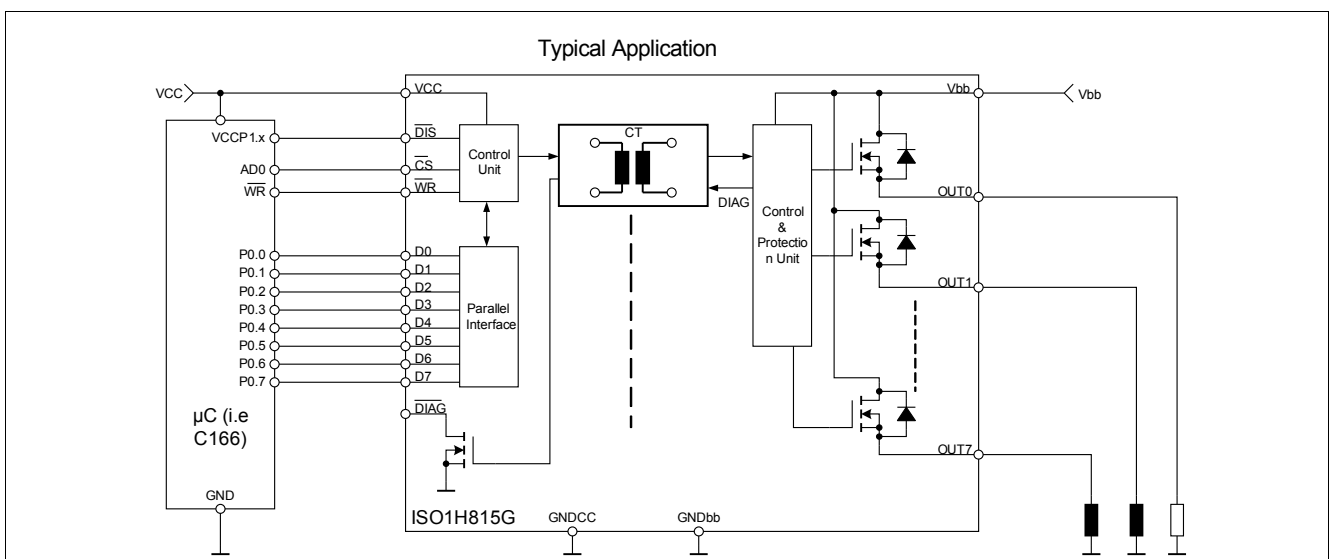 Typical Application
VCC
VCC
Vbb
Vbb
VCCP1.x
DIS
Control
Unit
CT
AD0
CS
WR
WR
DIAG
OUT0
Control
&
Protectio
n Unit
P0.0
D0
P0.1
D1
P0.2
D2
P0.3
D3
P0.4
D4
P0.5
D5
P0.6
D6
P0.7
D7
Parallel
Interface
OUT1
DIAG
µC (i.e
C166)
OUT7
GND
ISO1H815G
GNDCC
GNDbb